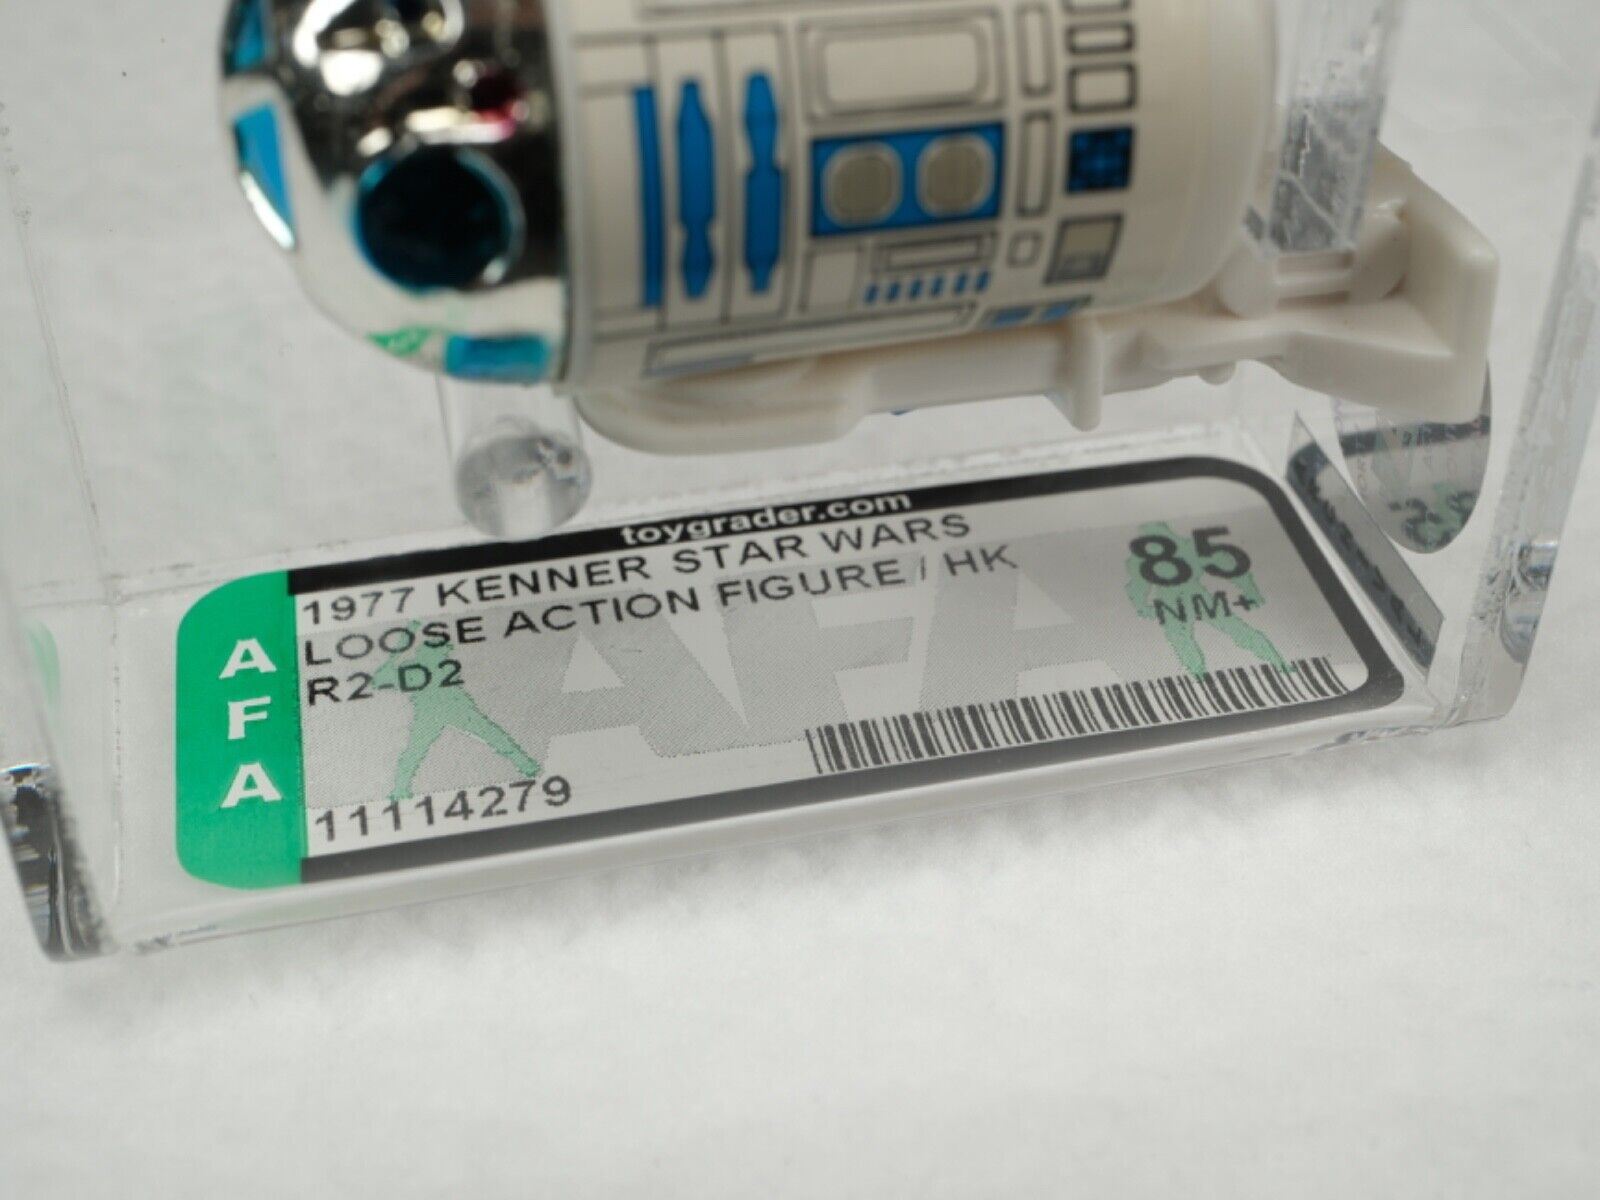 toygrader.com
1977 KENNER STAR WARS
LOOSE ACTION FIGURE / HK
R2-D2
85
NM+
AFA
AFA
11114279